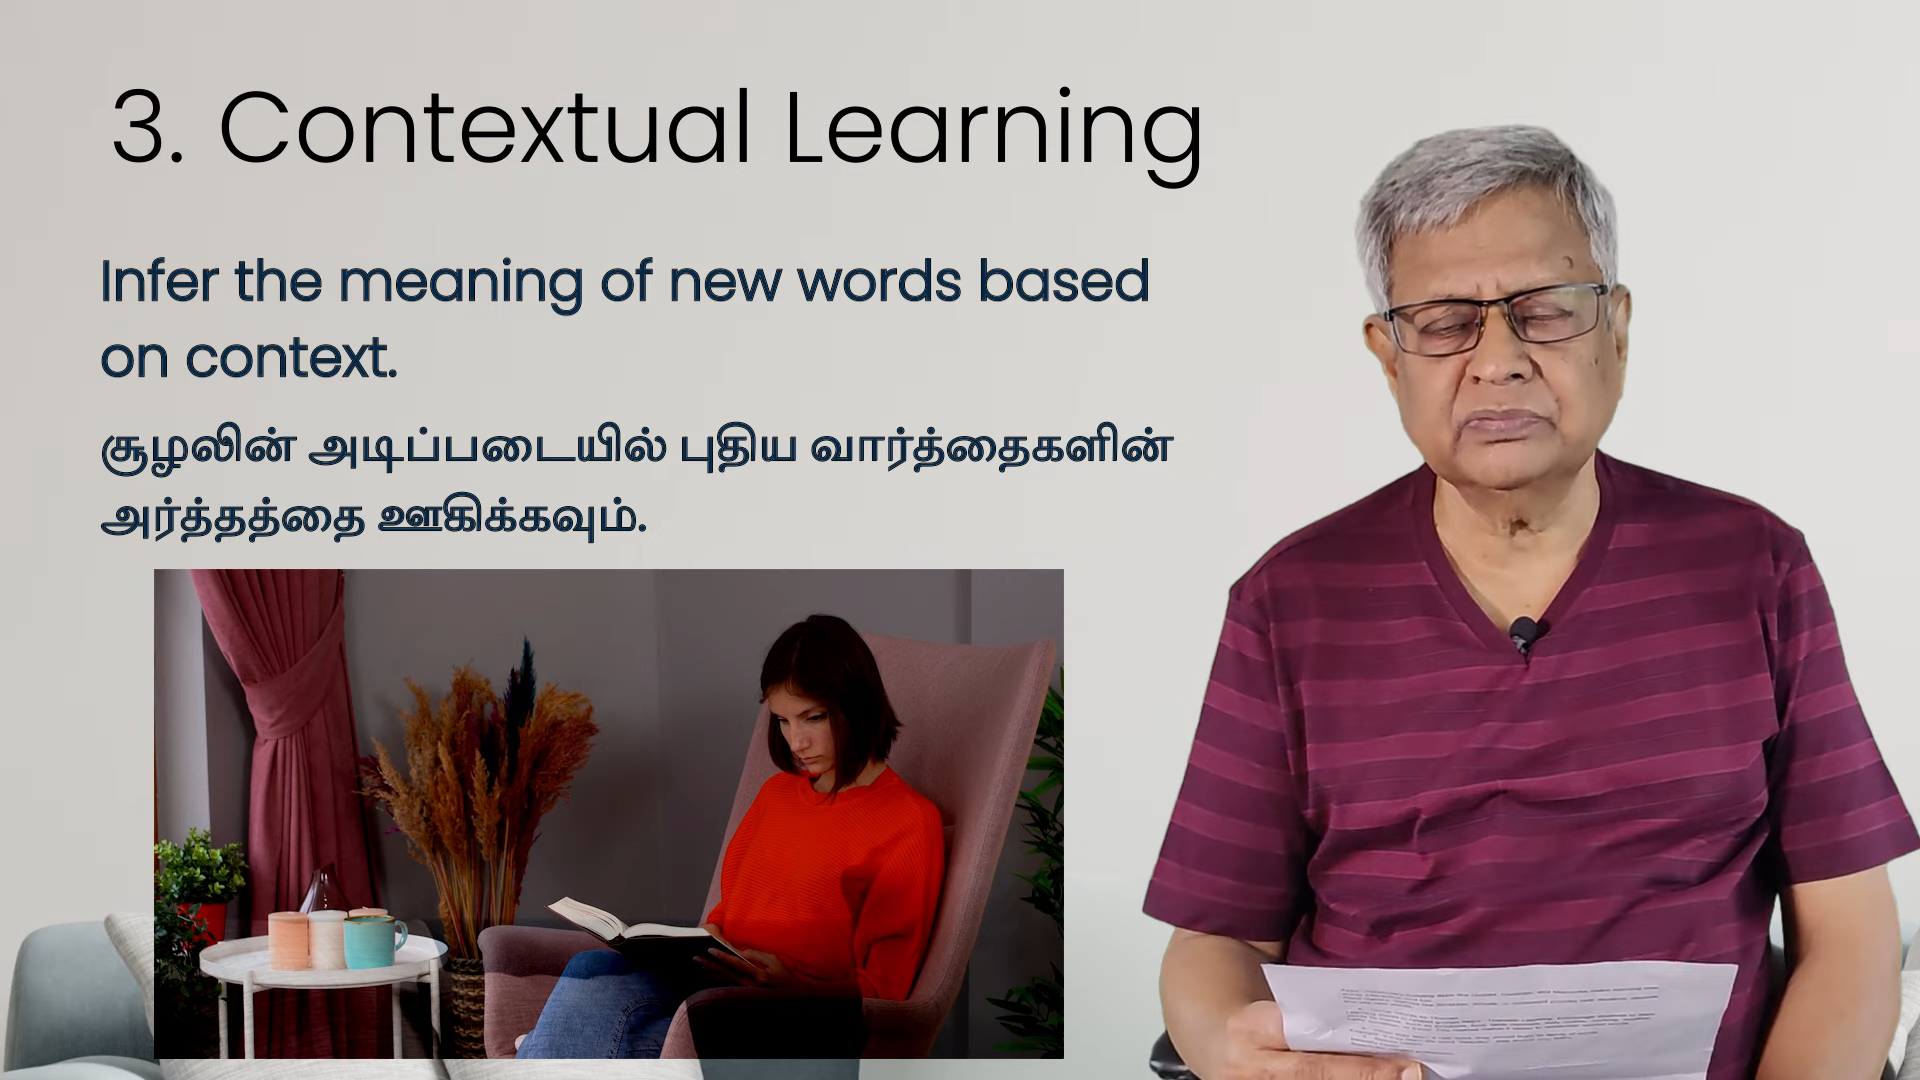 3. Contextual Learning
Infer the meaning of new words based
on context.
சூழலின் அடிப்படையில் புதிய வார்த்தைகளின்
அர்த்தத்தை ஊகிக்கவும்.